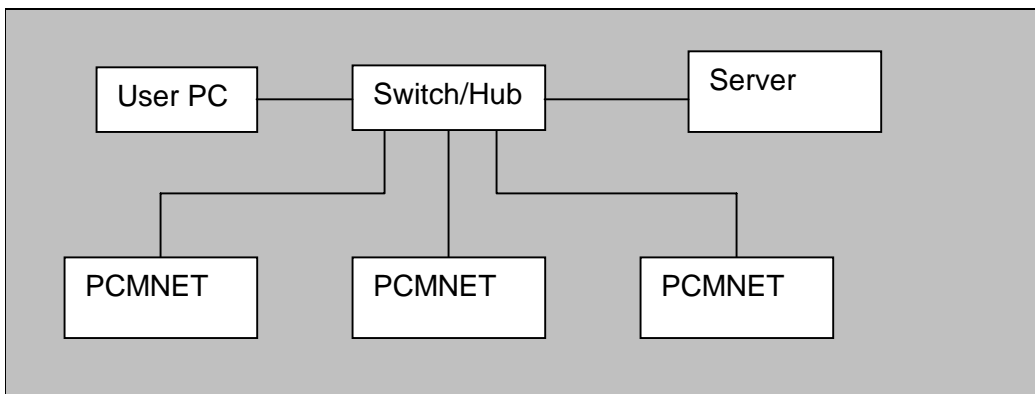 User PC
Switch/Hub
Server
PCMNET
PCMNET
PCMNET